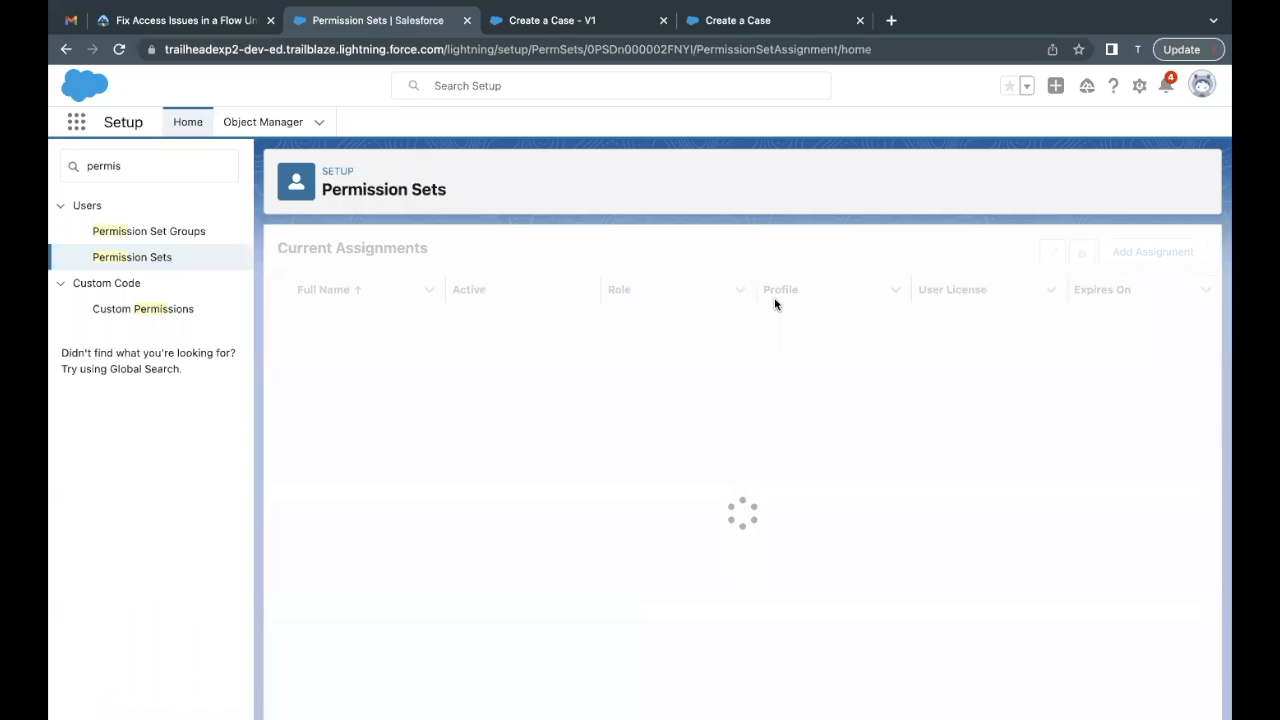 Fix Access Issues in a Flow Un
Permission Sets | Salesforce
Create a Case - V1
Create a Case
trailheadexp2-dev-ed.trailblaze.lightning.force.com/lightning/setup/PermSets/0PSDn000002FNYI/PermissionSetAssignment/home
T
Update
Search Setup
4
Setup
Home
Object Manager
permis
Users
Permission Set Groups
Permission Sets
Custom Code
Custom Permissions
Didn't find what you're looking for?
Try using Global Search.
SETUP
Permission Sets
Current Assignments
Add Assignment
Full Name
Active
Role
Profile
User License
Expires On